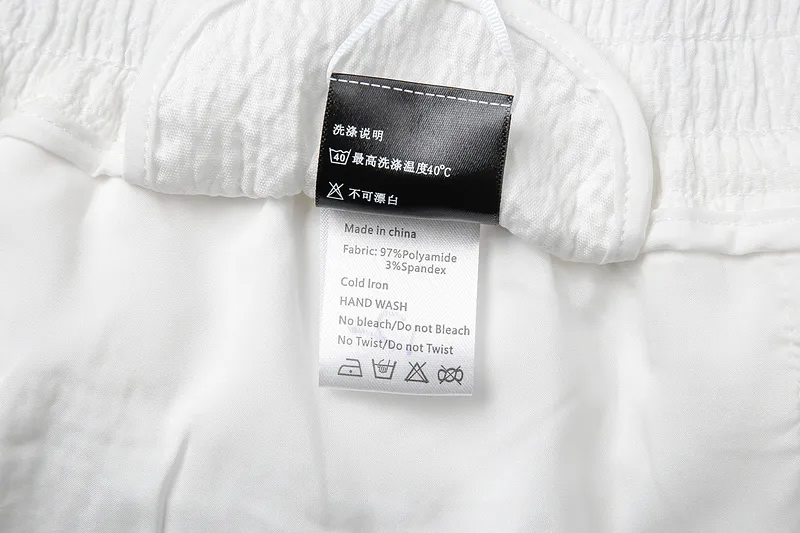 洗涤说明
40 最高洗涤温度40℃
不可漂白
Made in china
Fabric: 97%Polyamide
3%Spandex
Cold Iron
HAND WASH
No bleach/Do not Bleach
No Twist/Do not Twist